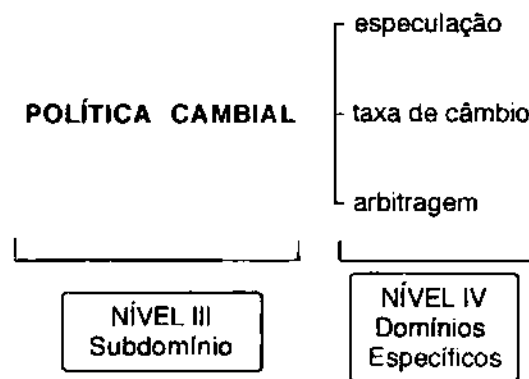 especulação
POLÍTICA CAMBIAL
taxa de câmbio
arbitragem
NÍVEL III
Subdomínio
NÍVEL IV
Domínios
Específicos